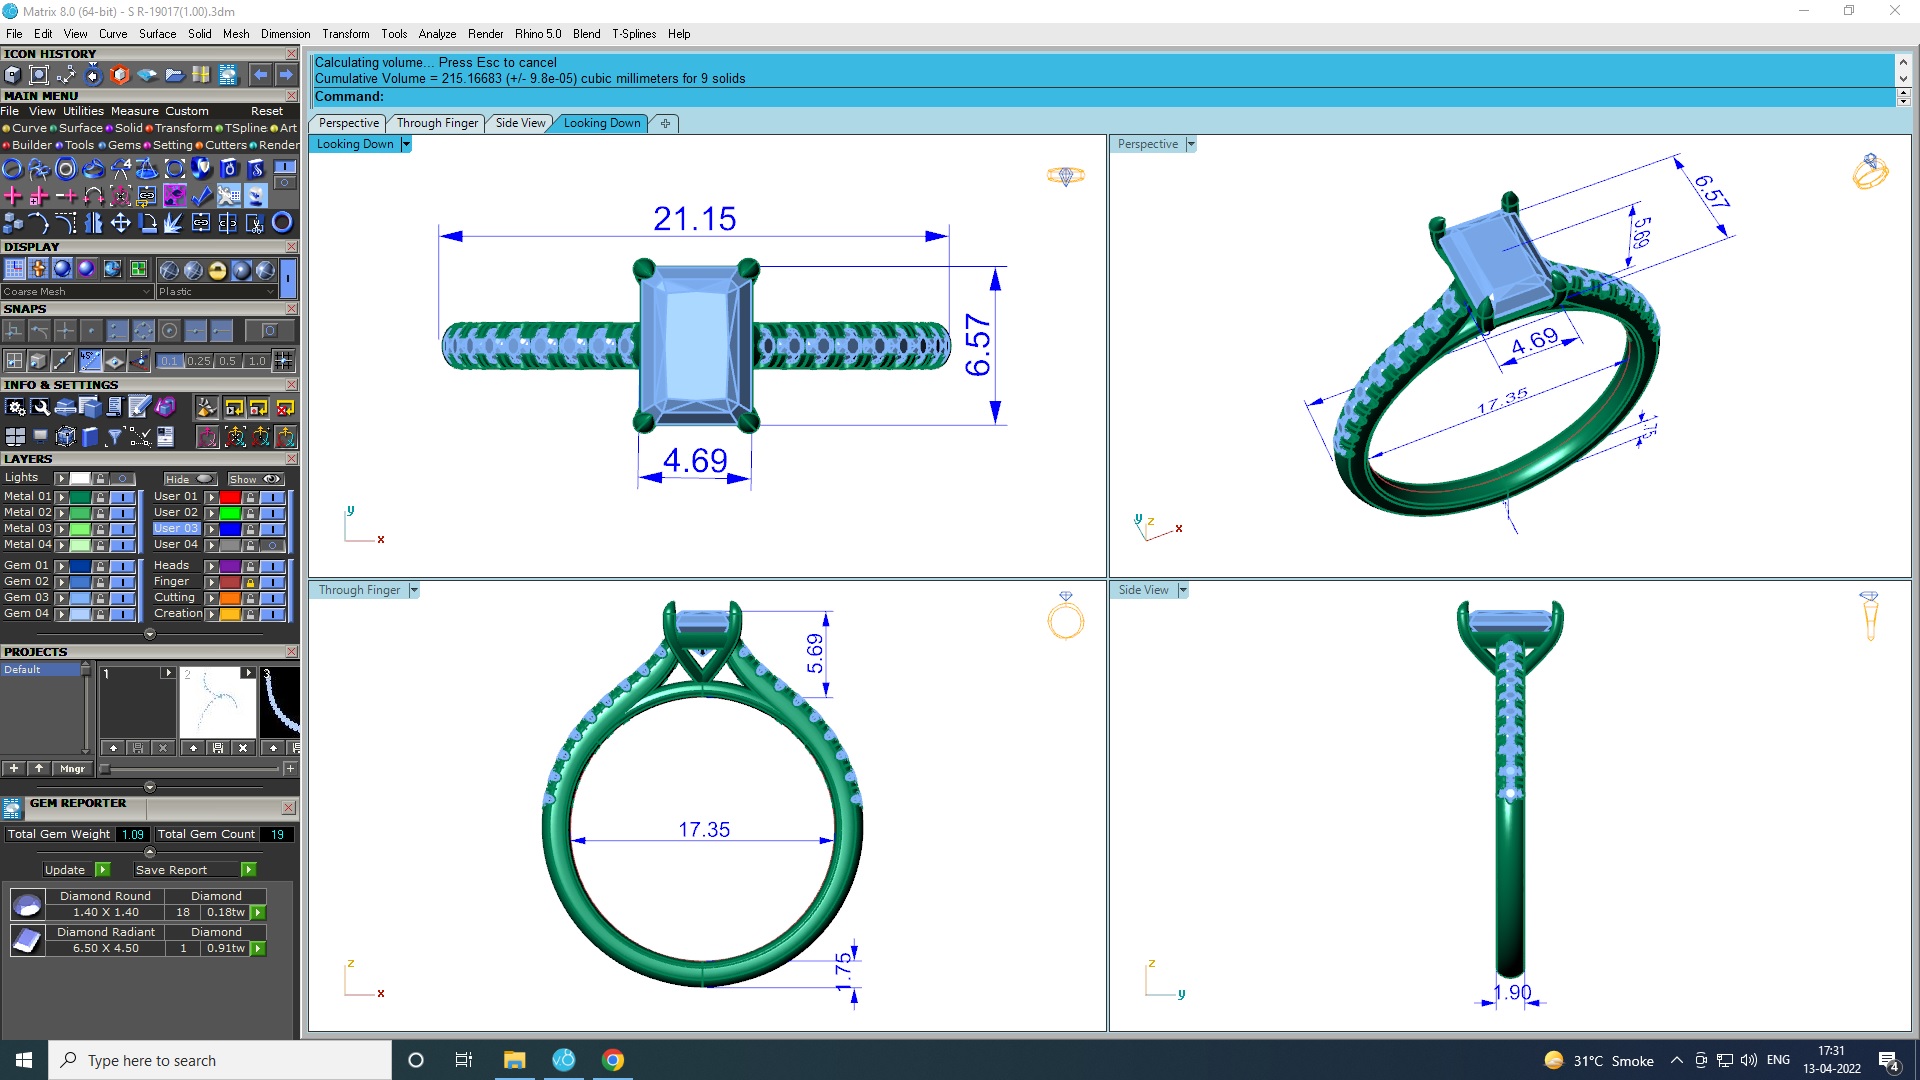 Matrix 8.0 (64-bit) - S R-19017(1.00).3dm
File Edit View Curve Surface Solid Mesh Dimension Transform Tools Analyze Render Rhino 5.0 Blend T-Splines Help
ICON HISTORY
Calculating volume... Press Esc to cancel
Cumulative Volume = 215.16683 (+/- 9.8e-05) cubic millimeters for 9 solids
Command:
MAIN MENU
File View Utilities Measure Custom Reset
Curve Surface Solid Transform TSpline Art
Builder Tools Gems Setting Cutters Render
Perspective Through Finger Side View Looking Down
DISPLAY
Coarse Mesh Plastic
SNAPS
0.1 0.25 0.5 1.0
INFO & SETTINGS
LAYERS
Lights Hide Show
Metal 01 User 01
Metal 02 User 02
Metal 03 User 03
Metal 04 User 04
Gem 01 Heads
Gem 02 Finger
Gem 03 Cutting
Gem 04 Creation
PROJECTS
Default
1 2 3
Mngr
GEM REPORTER
Total Gem Weight 1.09 Total Gem Count 19
Update Save Report
Diamond Round Diamond
1.40 X 1.40 18 0.18tw
Diamond Radiant Diamond
6.50 X 4.50 1 0.91tw
Looking Down
21.15
6.57
4.69
y
x
Perspective
6.57
5.69
4.69
17.35
y z x
Through Finger
5.69
17.35
1.75
z
x
Side View
1.90
z
y
Type here to search
31°C Smoke
ENG
17:31
13-04-2022
4